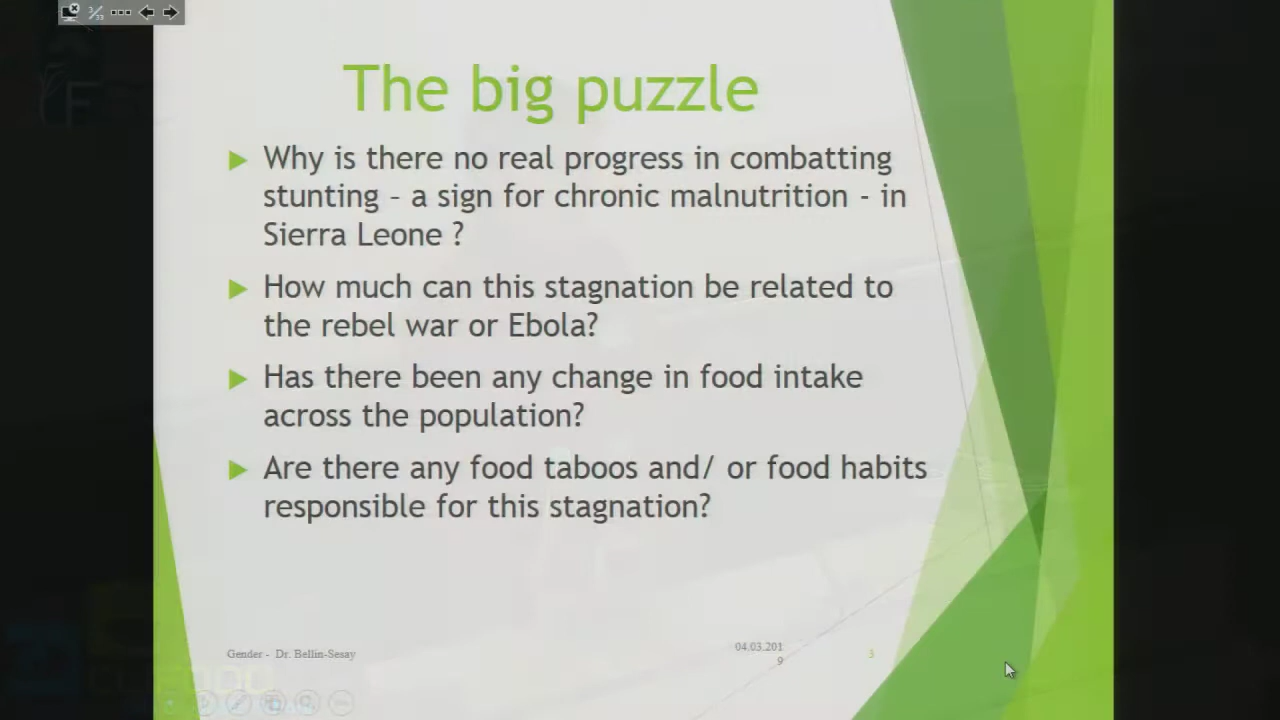 3/33
The big puzzle
Why is there no real progress in combatting
stunting – a sign for chronic malnutrition - in
Sierra Leone ?
How much can this stagnation be related to
the rebel war or Ebola?
Has there been any change in food intake
across the population?
Are there any food taboos and/ or food habits
responsible for this stagnation?
Gender - Dr. Bellin-Sesay
04.03.201
9
3